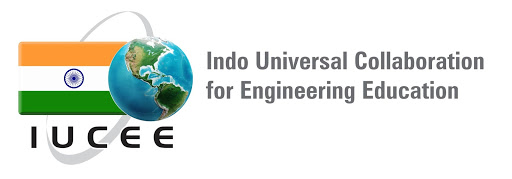 Indo Universal Collaboration
for Engineering Education
IUCEE